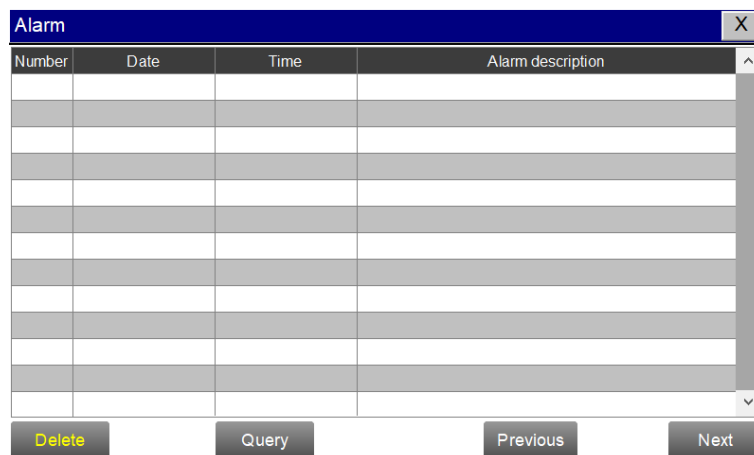 Alarm X
Number Date Time Alarm description
Delete Query Previous Next